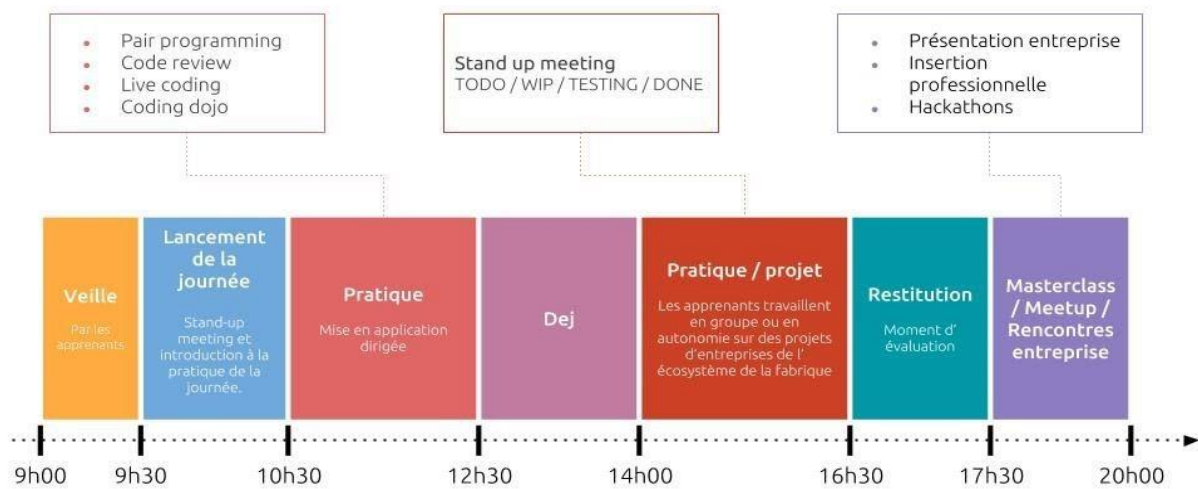 Pair programming
Code review
Live coding
Coding dojo
Stand up meeting
TODO / WIP / TESTING / DONE
Présentation entreprise
Insertion
professionnelle
Hackathons
Veille
Par les
apprenants
Lancement
de la
journée
Stand-up
meeting et
introduction à la
pratique de la
journée.
Pratique
Mise en application
dirigée
Dej
Pratique / projet
Les apprenants travaillent
en groupe ou en
autonomie sur des projets
d'entreprises de l'
écosystème de la fabrique
Restitution
Moment d'
évaluation
Masterclass
/ Meetup /
Rencontres
entreprise
9h00
9h30
10h30
12h30
14h00
16h30
17h30
20h00